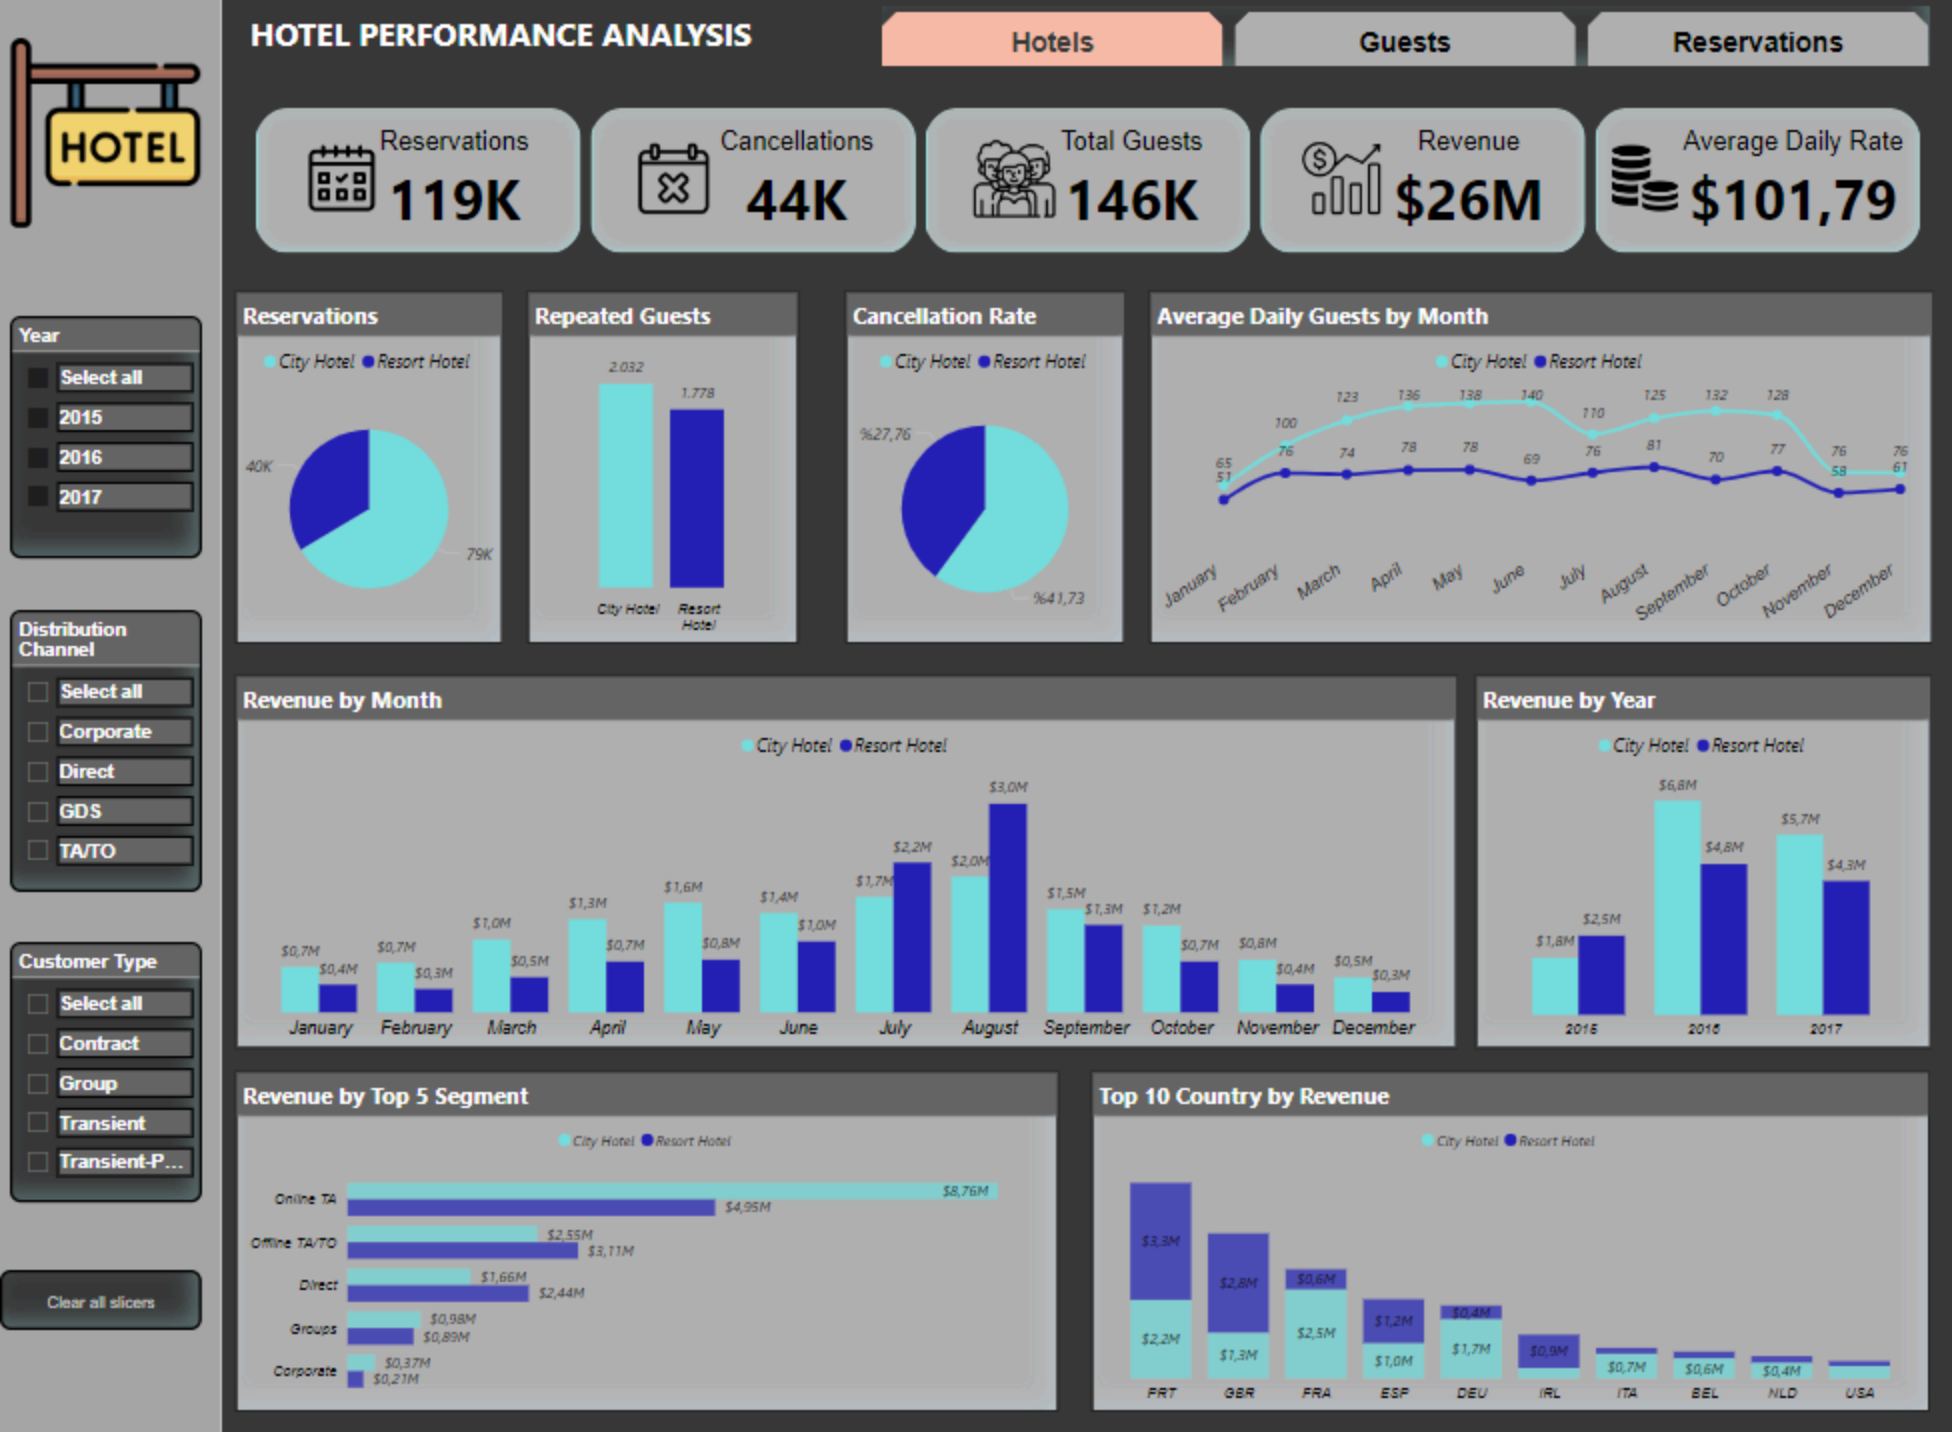 HOTEL PERFORMANCE ANALYSIS
Hotels
Guests
Reservations
HOTEL
Reservations
119K
Cancellations
44K
Total Guests
146K
Revenue
$26M
Average Daily Rate
$101,79
Year
Select all
2015
2016
2017
Distribution
Channel
Select all
Corporate
Direct
GDS
TA/TO
Customer Type
Select all
Contract
Group
Transient
Transient-P...
Clear all slicers
Reservations
City Hotel Resort Hotel
40K
79K
Repeated Guests
2.032
1.778
City Hotel
Resort
Hotel
Cancellation Rate
City Hotel Resort Hotel
%27,76
%41,73
Average Daily Guests by Month
City Hotel Resort Hotel
65 100 123 136 138 140 110 125 132 128 76 76
51 76 74 78 78 69 76 81 70 77 58 61
January February March April May June July August September October November December
Revenue by Month
City Hotel Resort Hotel
$0,7M $0,7M $1,0M $1,3M $1,6M $1,4M $1,7M $2,0M $1,5M $1,2M $0,8M $0,5M
$0,4M $0,3M $0,5M $0,7M $0,8M $1,0M $2,2M $3,0M $1,3M $0,7M $0,4M $0,3M
January February March April May June July August September October November December
Revenue by Year
City Hotel Resort Hotel
$1,8M $6,8M $5,7M
$2,5M $4,8M $4,3M
2015 2016 2017
Revenue by Top 5 Segment
City Hotel Resort Hotel
Online TA
$8,76M
$4,95M
Offline TA/TO
$2,55M
$3,11M
Direct
$1,66M
$2,44M
Groups
$0,98M
$0,89M
Corporate
$0,37M
$0,21M
Top 10 Country by Revenue
City Hotel Resort Hotel
$3,3M $2,8M $0,6M $1,2M $0,4M $0,9M
$2,2M $1,3M $2,5M $1,0M $1,7M $0,7M $0,6M $0,4M
PRT GBR FRA ESP DEU IRL ITA BEL NLD USA